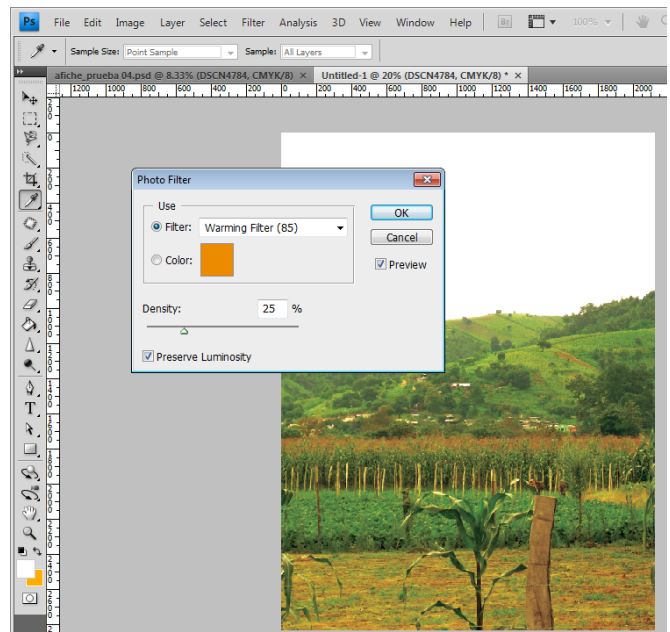 Ps File Edit Image Layer Select Filter Analysis 3D View Window Help Br 100%
Sample Size: Point Sample Sample: All Layers
afiche_prueba 04.psd @ 8.33% (DSCN4784, CMYK/8) × Untitled-1 @ 20% (DSCN4784, CMYK/8) * ×
1200 1000 800 600 400 200 0 200 400 600 800 1000 1200 1400 1600 1800 2000
Photo Filter
Use
Filter: Warming Filter (85)
Color:
Density: 25 %
Preserve Luminosity
OK
Cancel
Preview
T